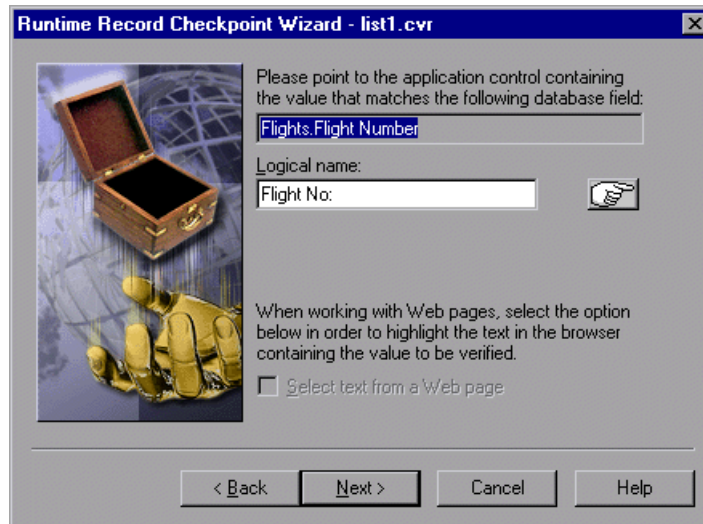 Runtime Record Checkpoint Wizard - list1.cvr
Please point to the application control containing
the value that matches the following database field:
Flights.Flight Number
Logical name:
Flight No:
When working with Web pages, select the option
below in order to highlight the text in the browser
containing the value to be verified.
Select text from a Web page
< Back Next > Cancel Help